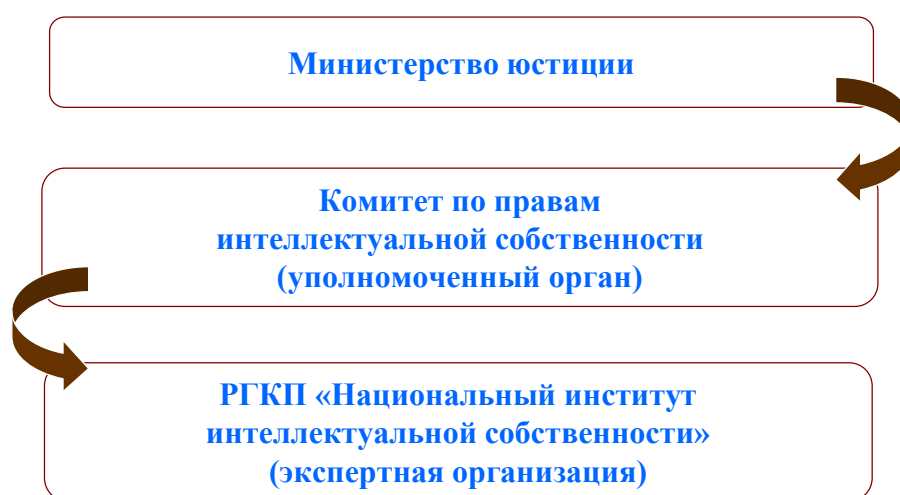 Министерство юстиции
Комитет по правам
интеллектуальной собственности
(уполномоченный орган)
РГКП «Национальный институт
интеллектуальной собственности»
(экспертная организация)